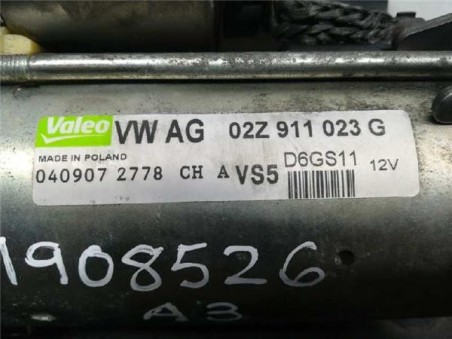 Valeo VW AG 02Z 911 023 G
MADE IN POLAND
040907 2778 CH A VS5 D6GS11 12V
1908526
A3